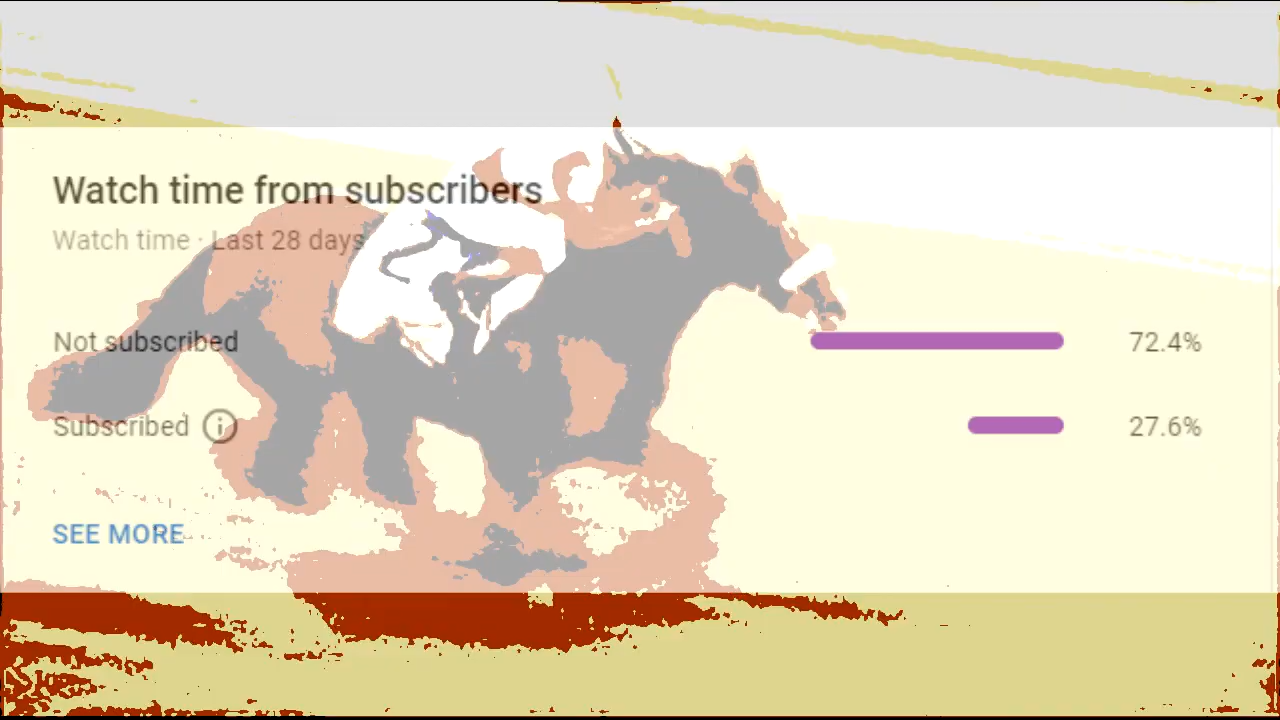 Watch time from subscribers
Watch time · Last 28 days
Not subscribed 72.4%
Subscribed 27.6%
SEE MORE